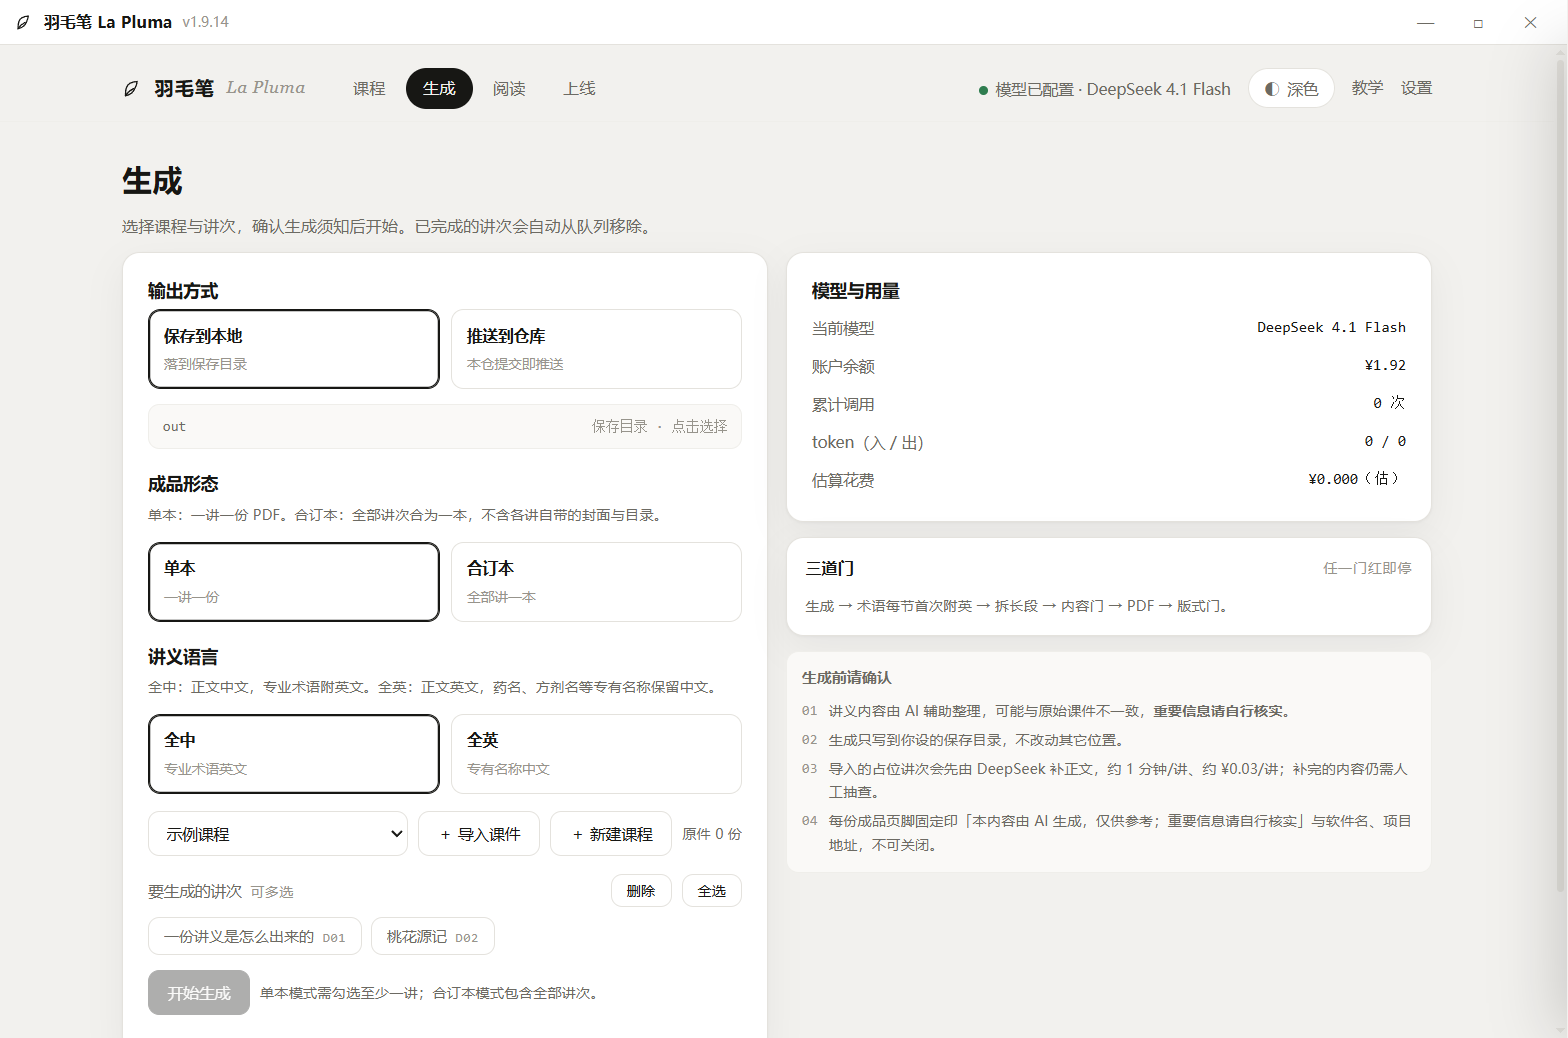 羽毛笔 La Pluma v1.9.14
羽毛笔 La Pluma 课程 生成 阅读 上线 模型已配置 · DeepSeek 4.1 Flash 深色 教学 设置
生成
选择课程与讲次，确认生成须知后开始。已完成的讲次会自动从队列移除。
输出方式
保存到本地
落到保存目录
推送到仓库
本仓提交即推送
out 保存目录 · 点击选择
成品形态
单本：一讲一份 PDF。合订本：全部讲次合为一本，不含各讲自带的封面与目录。
单本
一讲一份
合订本
全部讲一本
讲义语言
全中：正文中文，专业术语附英文。全英：正文英文，药名、方剂名等专有名称保留中文。
全中
专业术语英文
全英
专有名称中文
示例课程 + 导入课件 + 新建课程 原件 0 份
要生成的讲次 可多选 删除 全选
一份讲义是怎么出来的 D01 桃花源记 D02
开始生成 单本模式需勾选至少一讲；合订本模式包含全部讲次。
模型与用量
当前模型 DeepSeek 4.1 Flash
账户余额 ¥1.92
累计调用 0 次
token（入 / 出） 0 / 0
估算花费 ¥0.000（估）
三道门 任一门红即停
生成 → 术语每节首次附英 → 拆长段 → 内容门 → PDF → 版式门。
生成前请确认
01 讲义内容由 AI 辅助整理，可能与原始课件不一致，重要信息请自行核实。
02 生成只写到你设的保存目录，不改动其它位置。
03 导入的占位讲次会先由 DeepSeek 补正文，约 1 分钟/讲、约 ¥0.03/讲；补完的内容仍需人
工抽查。
04 每份成品页脚固定印「本内容由 AI 生成，仅供参考；重要信息请自行核实」与软件名、项目
地址，不可关闭。